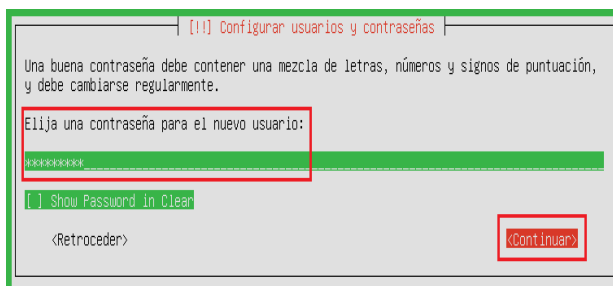 [!!] Configurar usuarios y contraseñas
Una buena contraseña debe contener una mezcla de letras, números y signos de puntuación,
y debe cambiarse regularmente.
Elija una contraseña para el nuevo usuario:
*********
[ ] Show Password in Clear
<Retroceder> <Continuar>